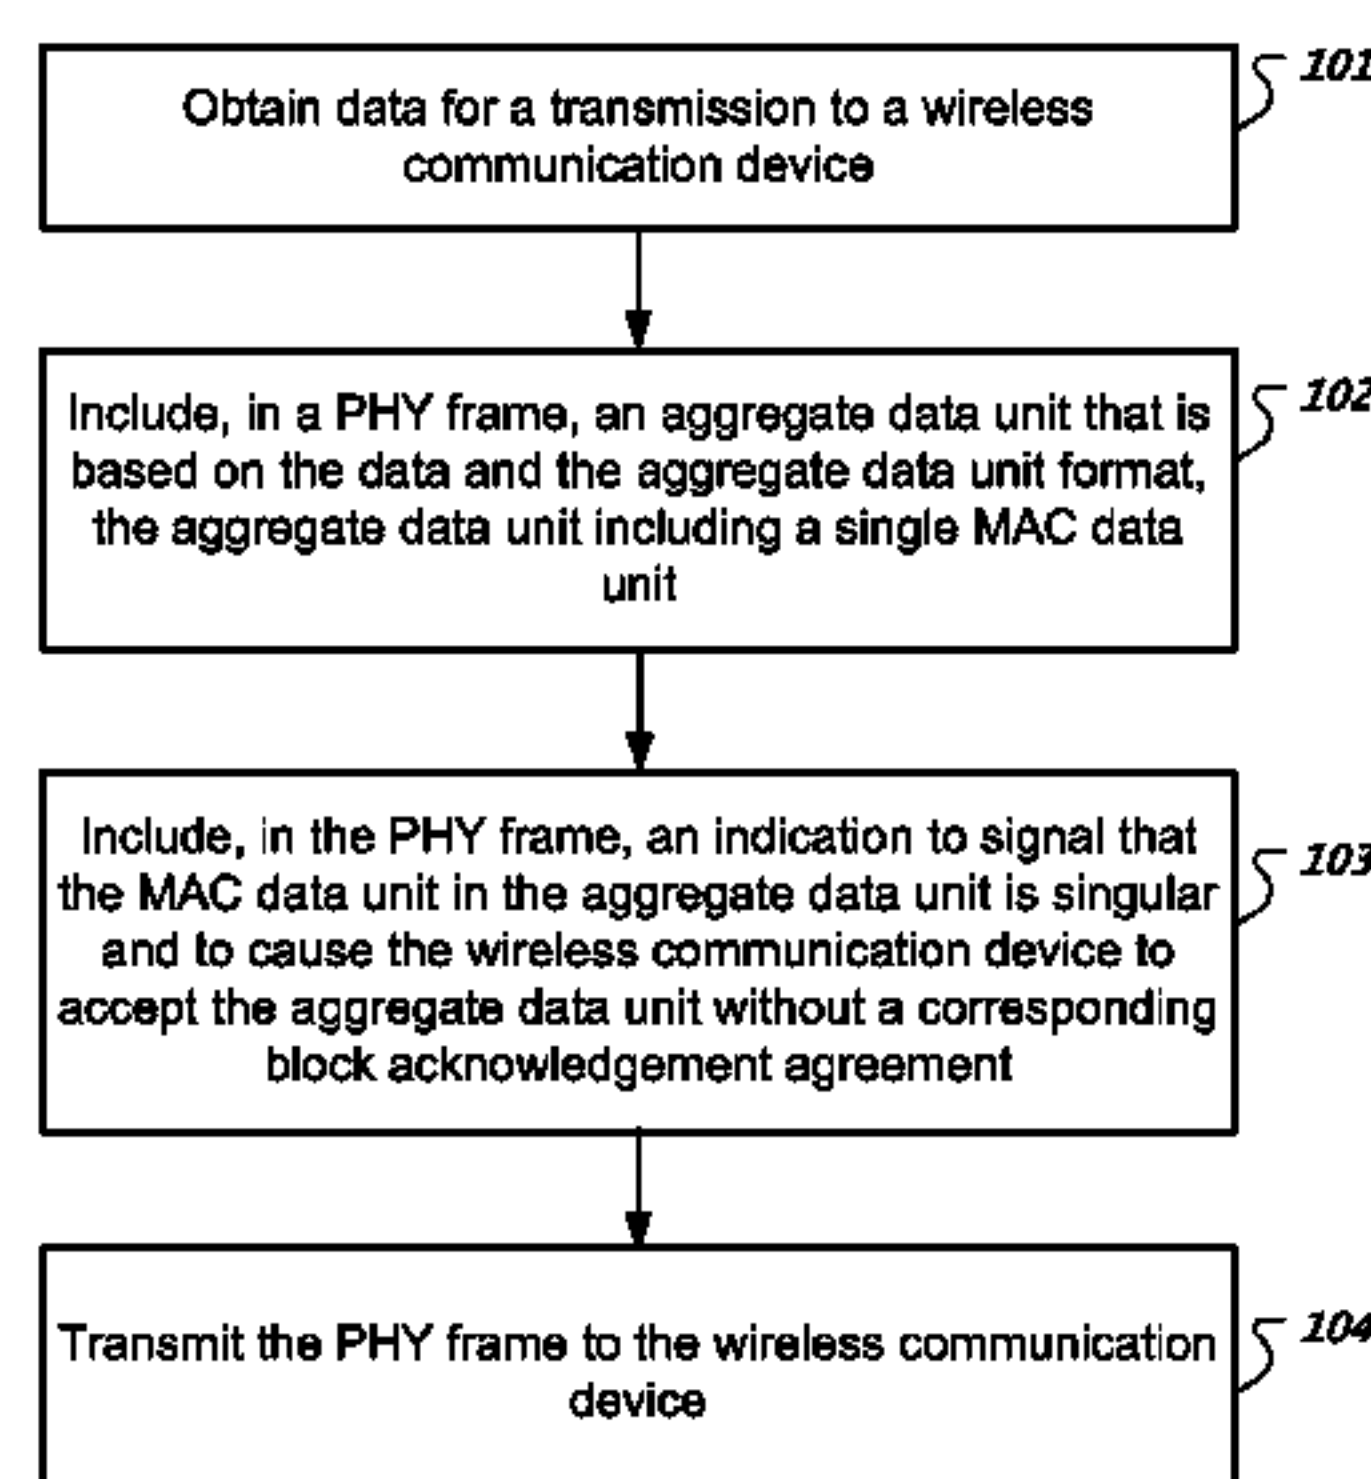 Obtain data for a transmission to a wireless
communication device
101
Include, in a PHY frame, an aggregate data unit that is
based on the data and the aggregate data unit format,
the aggregate data unit including a single MAC data
unit
102
Include, in the PHY frame, an indication to signal that
the MAC data unit in the aggregate data unit is singular
and to cause the wireless communication device to
accept the aggregate data unit without a corresponding
block acknowledgement agreement
103
Transmit the PHY frame to the wireless communication
device
104